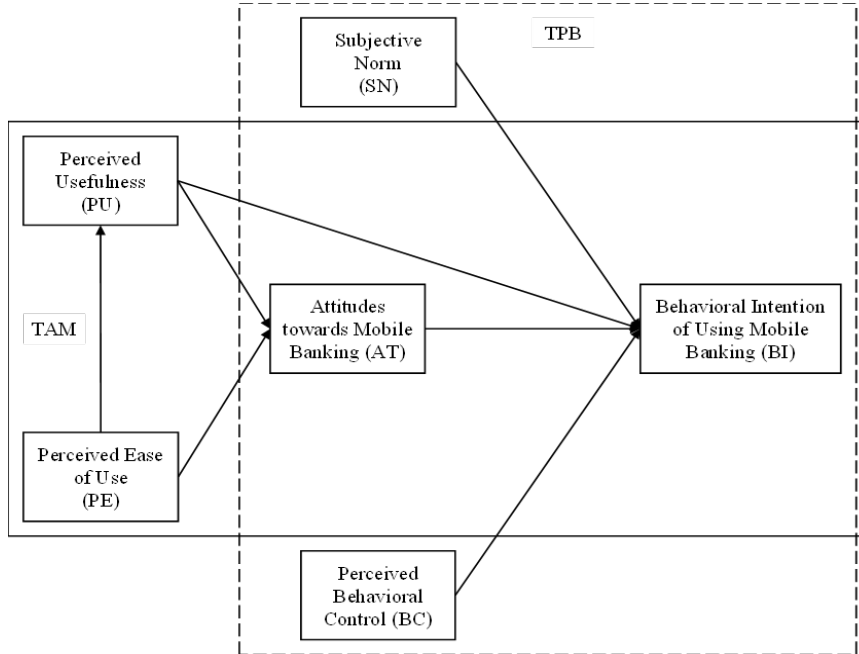 Subjective
Norm
(SN)
TPB
Perceived
Usefulness
(PU)
TAM
Attitudes
towards Mobile
Banking (AT)
Behavioral Intention
of Using Mobile
Banking (BI)
Perceived Ease
of Use
(PE)
Perceived
Behavioral
Control (BC)